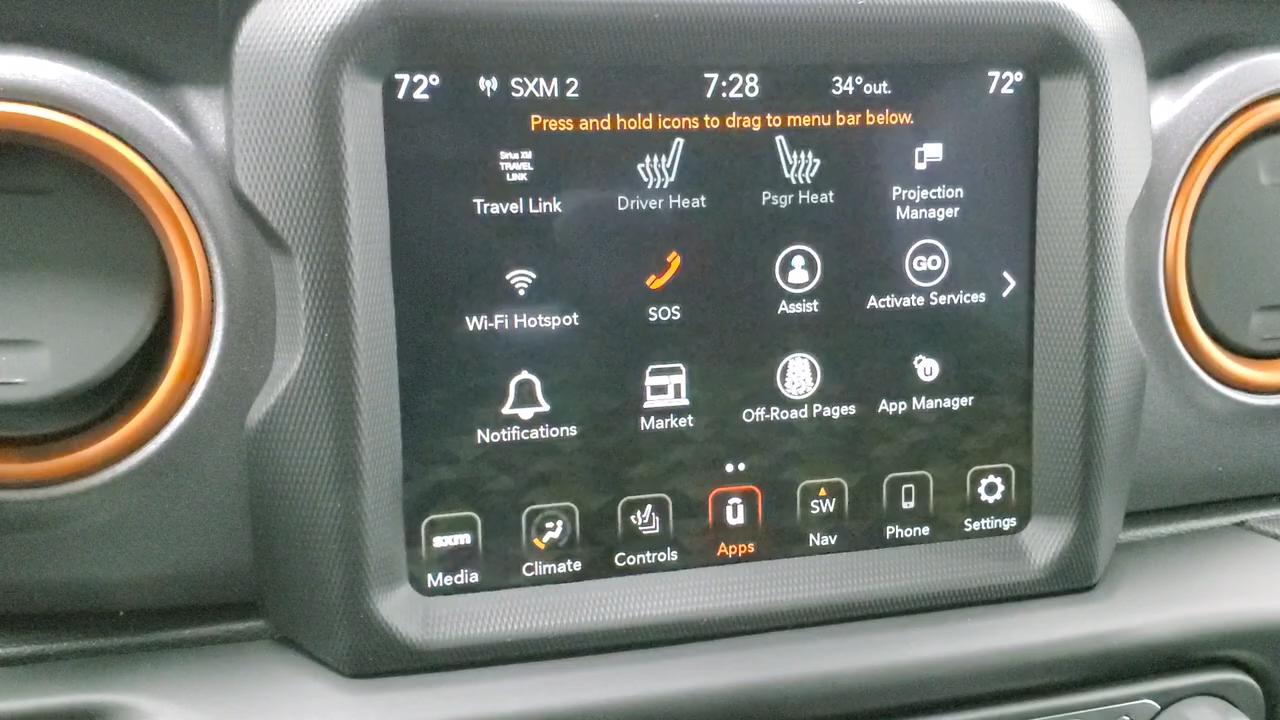 72° SXM 2 7:28 34°out. 72°
Press and hold icons to drag to menu bar below.
Sirius XM
TRAVEL
LINK
Travel Link
Driver Heat
Psgr Heat
Projection
Manager
Wi-Fi Hotspot
SOS
Assist
GO
Activate Services
Notifications
Market
Off-Road Pages
u
App Manager
sxm
Media
Climate
Controls
u
Apps
SW
Nav
Phone
Settings